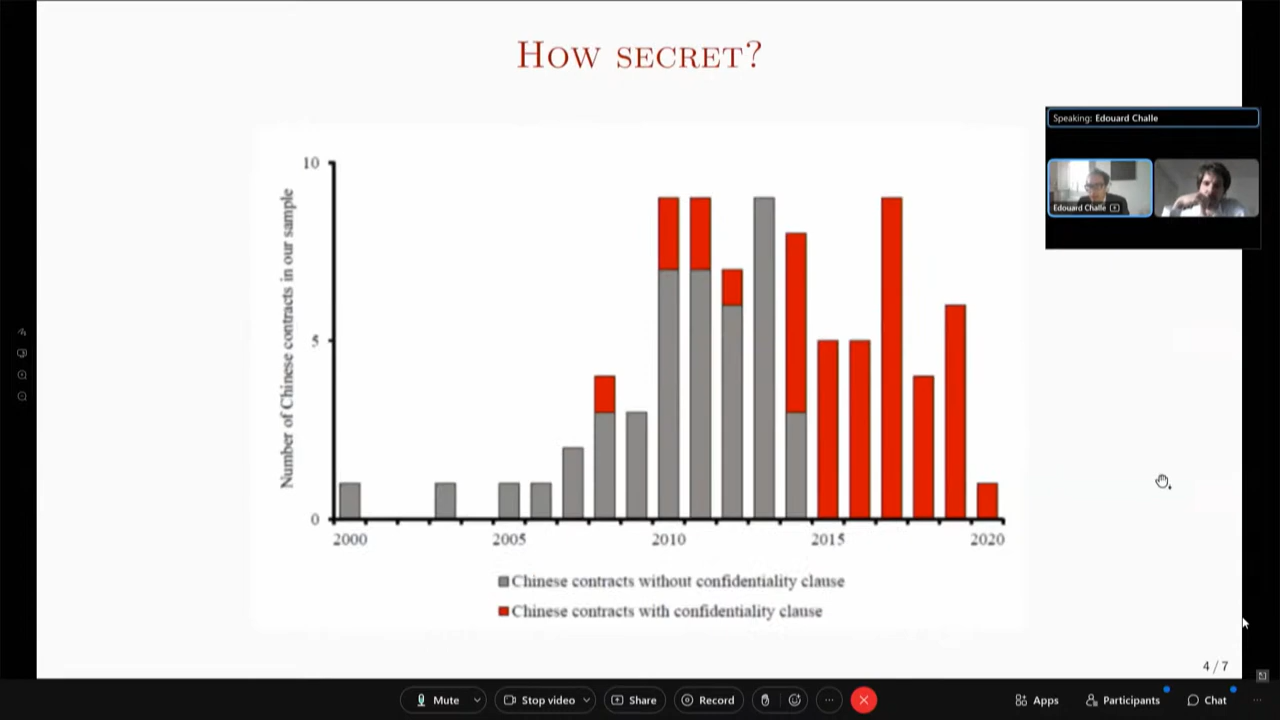 How secret?
Speaking: Edouard Challe
Edouard Challe
Number of Chinese contracts in our sample
10
5
0
2000
2005
2010
2015
2020
Chinese contracts without confidentiality clause
Chinese contracts with confidentiality clause
4 / 7
Mute
Stop video
Share
Record
Apps
Participants
Chat